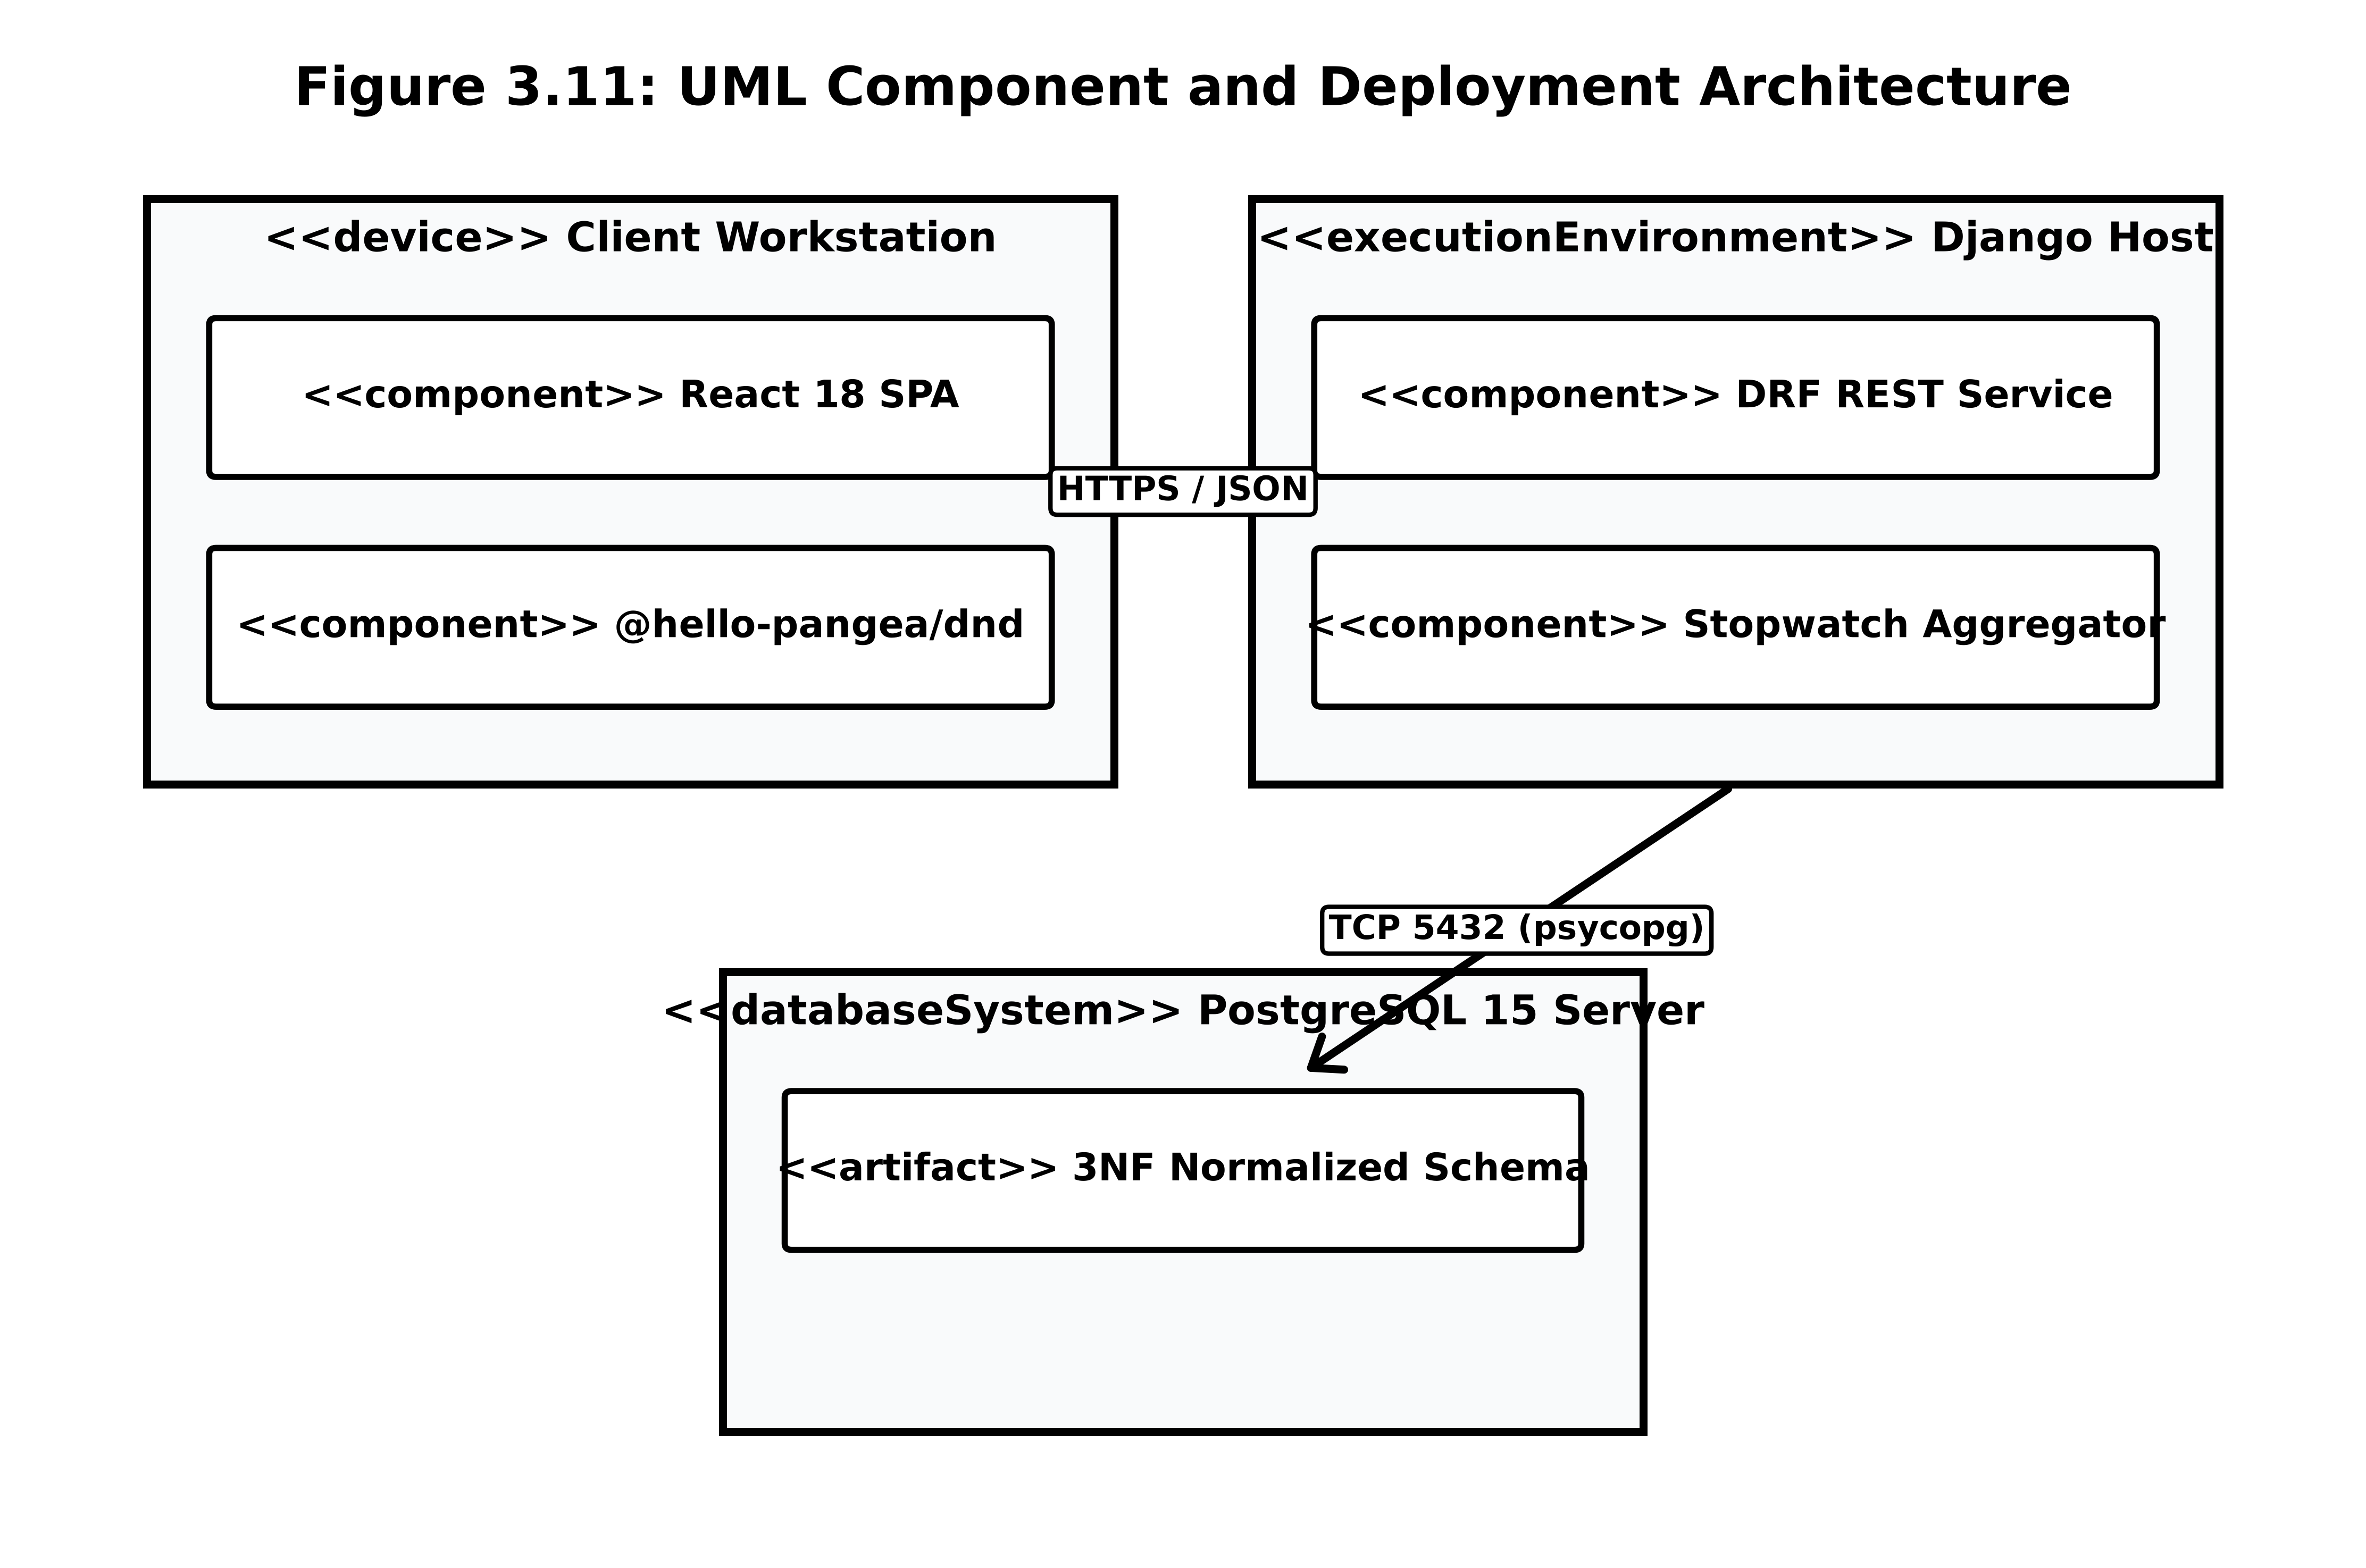 Figure 3.11: UML Component and Deployment Architecture
<<device>> Client Workstation
<<executionEnvironment>> Django Host
<<component>> React 18 SPA
<<component>> DRF REST Service
HTTPS / JSON
<<component>> @hello-pangea/dnd
<<component>> Stopwatch Aggregator
TCP 5432 (psycopg)
<<databaseSystem>> PostgreSQL 15 Server
<<artifact>> 3NF Normalized Schema